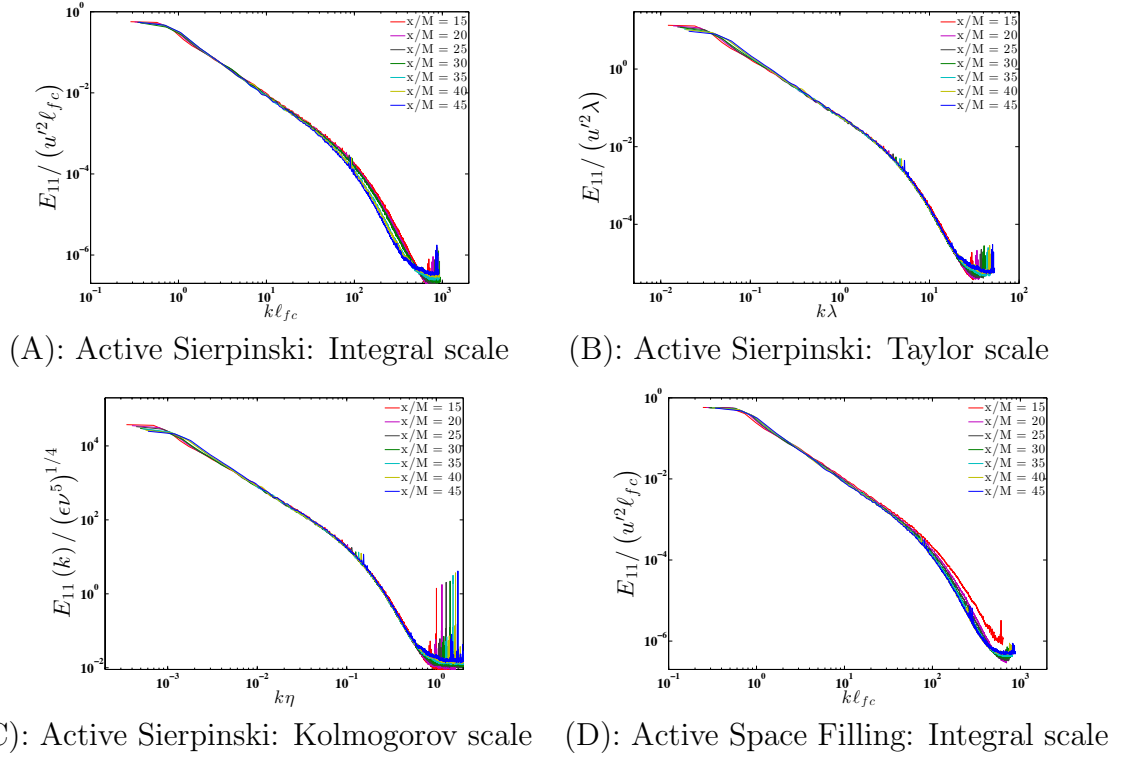 10^0
10^-2
10^-4
10^-6
E_11 / (u'^2 ℓ_fc)
x/M = 15
x/M = 20
x/M = 25
x/M = 30
x/M = 35
x/M = 40
x/M = 45
10^-1 10^0 10^1 10^2 10^3
kℓ_fc
(A): Active Sierpinski: Integral scale
10^0
10^-2
10^-4
E_11 / (u'^2 λ)
x/M = 15
x/M = 20
x/M = 25
x/M = 30
x/M = 35
x/M = 40
x/M = 45
10^-2 10^-1 10^0 10^1 10^2
kλ
(B): Active Sierpinski: Taylor scale
10^4
10^2
10^0
10^-2
E_11 (k) / (ϵν^5)^1/4
x/M = 15
x/M = 20
x/M = 25
x/M = 30
x/M = 35
x/M = 40
x/M = 45
10^-3 10^-2 10^-1 10^0
kη
C): Active Sierpinski: Kolmogorov scale
10^0
10^-2
10^-4
10^-6
E_11 / (u'^2 ℓ_fc)
x/M = 15
x/M = 20
x/M = 25
x/M = 30
x/M = 35
x/M = 40
x/M = 45
10^-1 10^0 10^1 10^2 10^3
kℓ_fc
(D): Active Space Filling: Integral scale